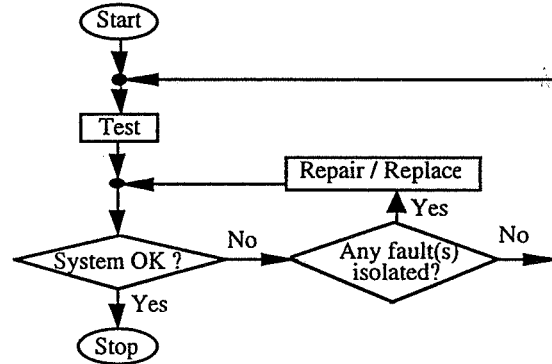 Start
Test
Repair / Replace
Yes
No
No
System OK ?
Any fault(s)
isolated?
Yes
Stop